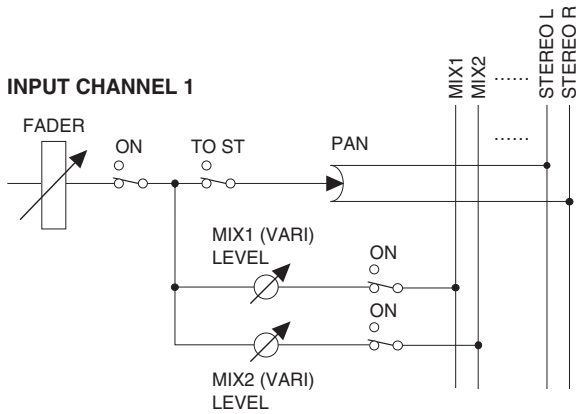 INPUT CHANNEL 1
MIX1
MIX2
......
STEREO L
STEREO R
......
FADER
ON
TO ST
PAN
MIX1 (VARI)
LEVEL
ON
ON
MIX2 (VARI)
LEVEL